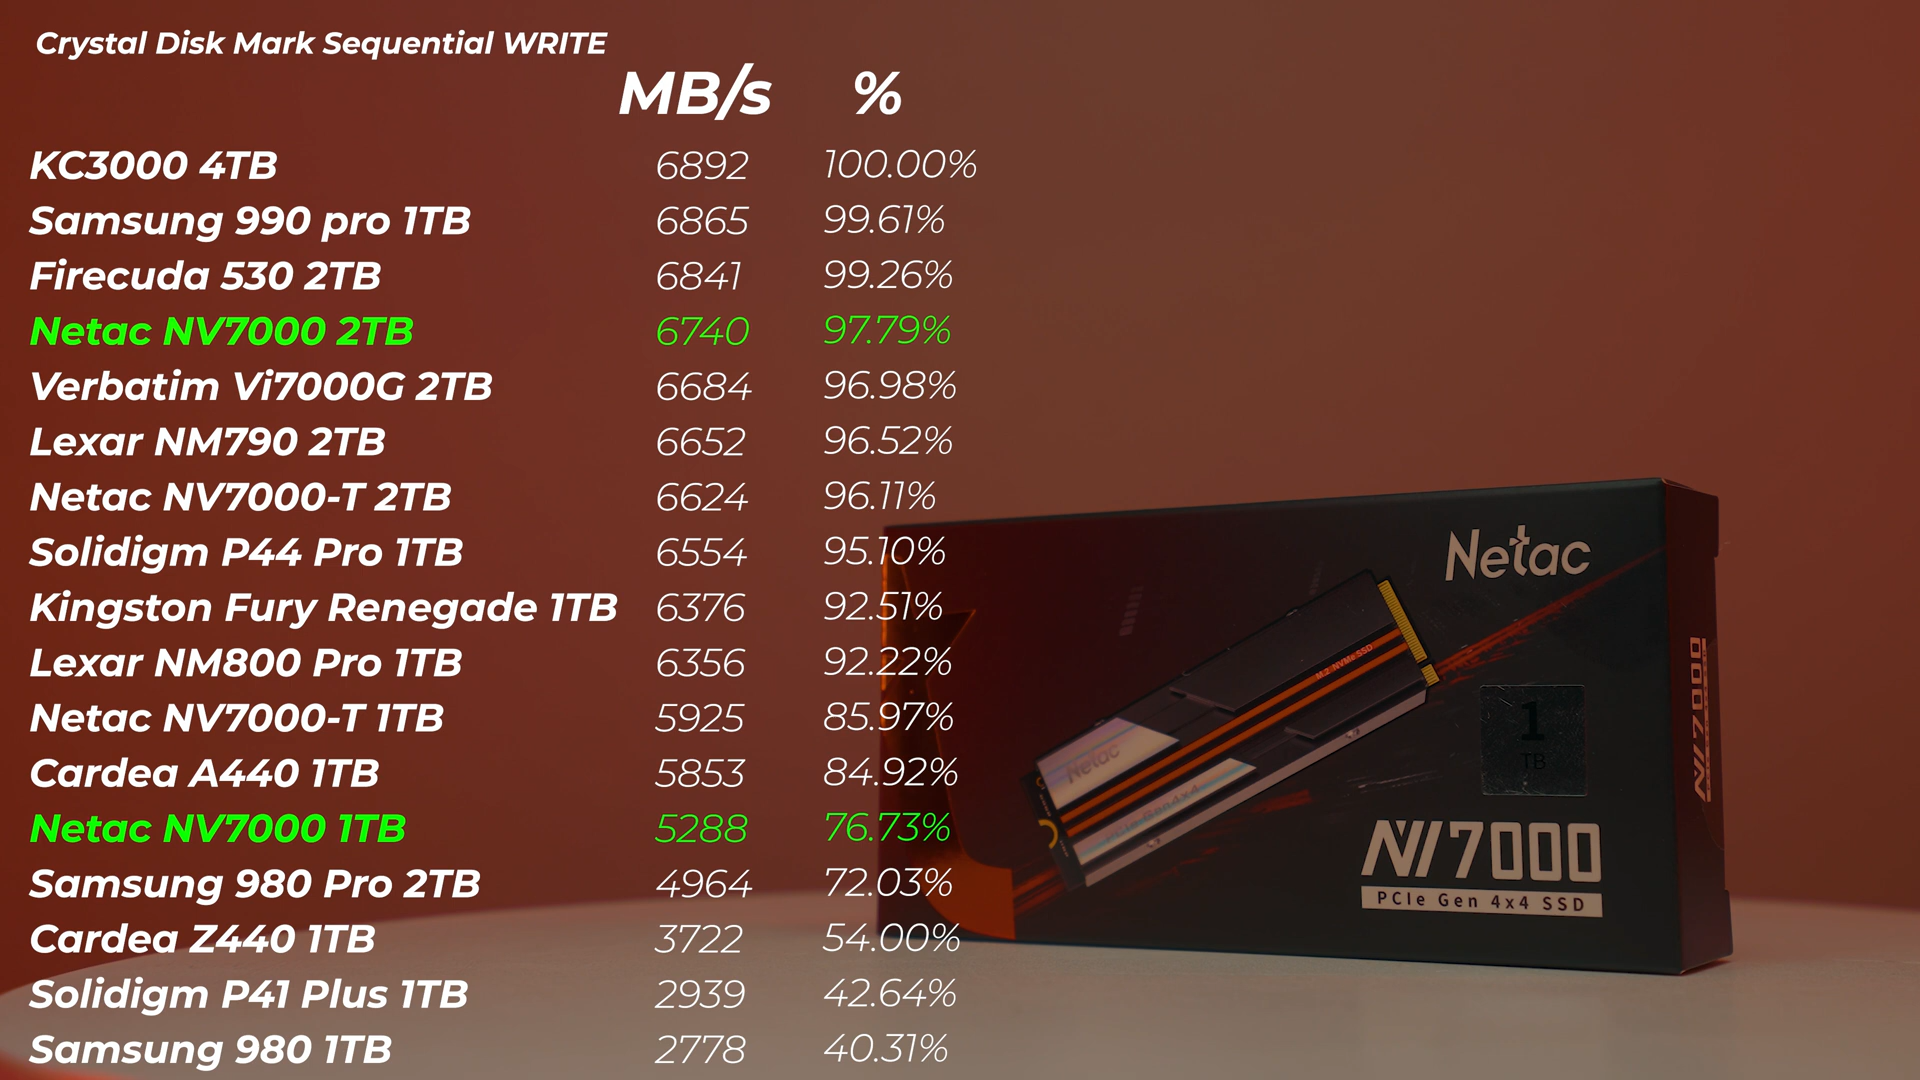 Crystal Disk Mark Sequential WRITE
MB/s %
KC3000 4TB 6892 100.00%
Samsung 990 pro 1TB 6865 99.61%
Firecuda 530 2TB 6841 99.26%
Netac NV7000 2TB 6740 97.79%
Verbatim Vi7000G 2TB 6684 96.98%
Lexar NM790 2TB 6652 96.52%
Netac NV7000-T 2TB 6624 96.11%
Solidigm P44 Pro 1TB 6554 95.10%
Kingston Fury Renegade 1TB 6376 92.51%
Lexar NM800 Pro 1TB 6356 92.22%
Netac NV7000-T 1TB 5925 85.97%
Cardea A440 1TB 5853 84.92%
Netac NV7000 1TB 5288 76.73%
Samsung 980 Pro 2TB 4964 72.03%
Cardea Z440 1TB 3722 54.00%
Solidigm P41 Plus 1TB 2939 42.64%
Samsung 980 1TB 2778 40.31%
Netac
M.2 NVMe SSD
Netac
PCIe Gen4x4
1
TB
NV7000
PCIe Gen 4x4 SSD
NV7000